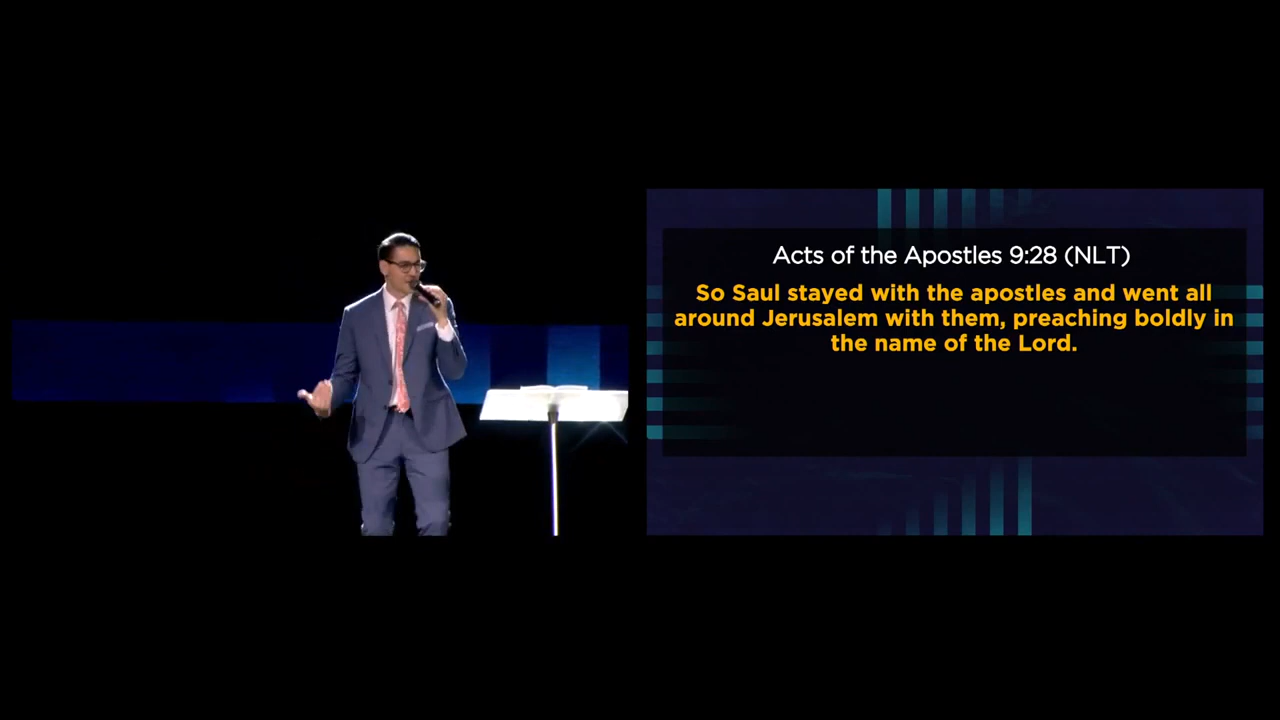 Acts of the Apostles 9:28 (NLT)
So Saul stayed with the apostles and went all
around Jerusalem with them, preaching boldly in
the name of the Lord.